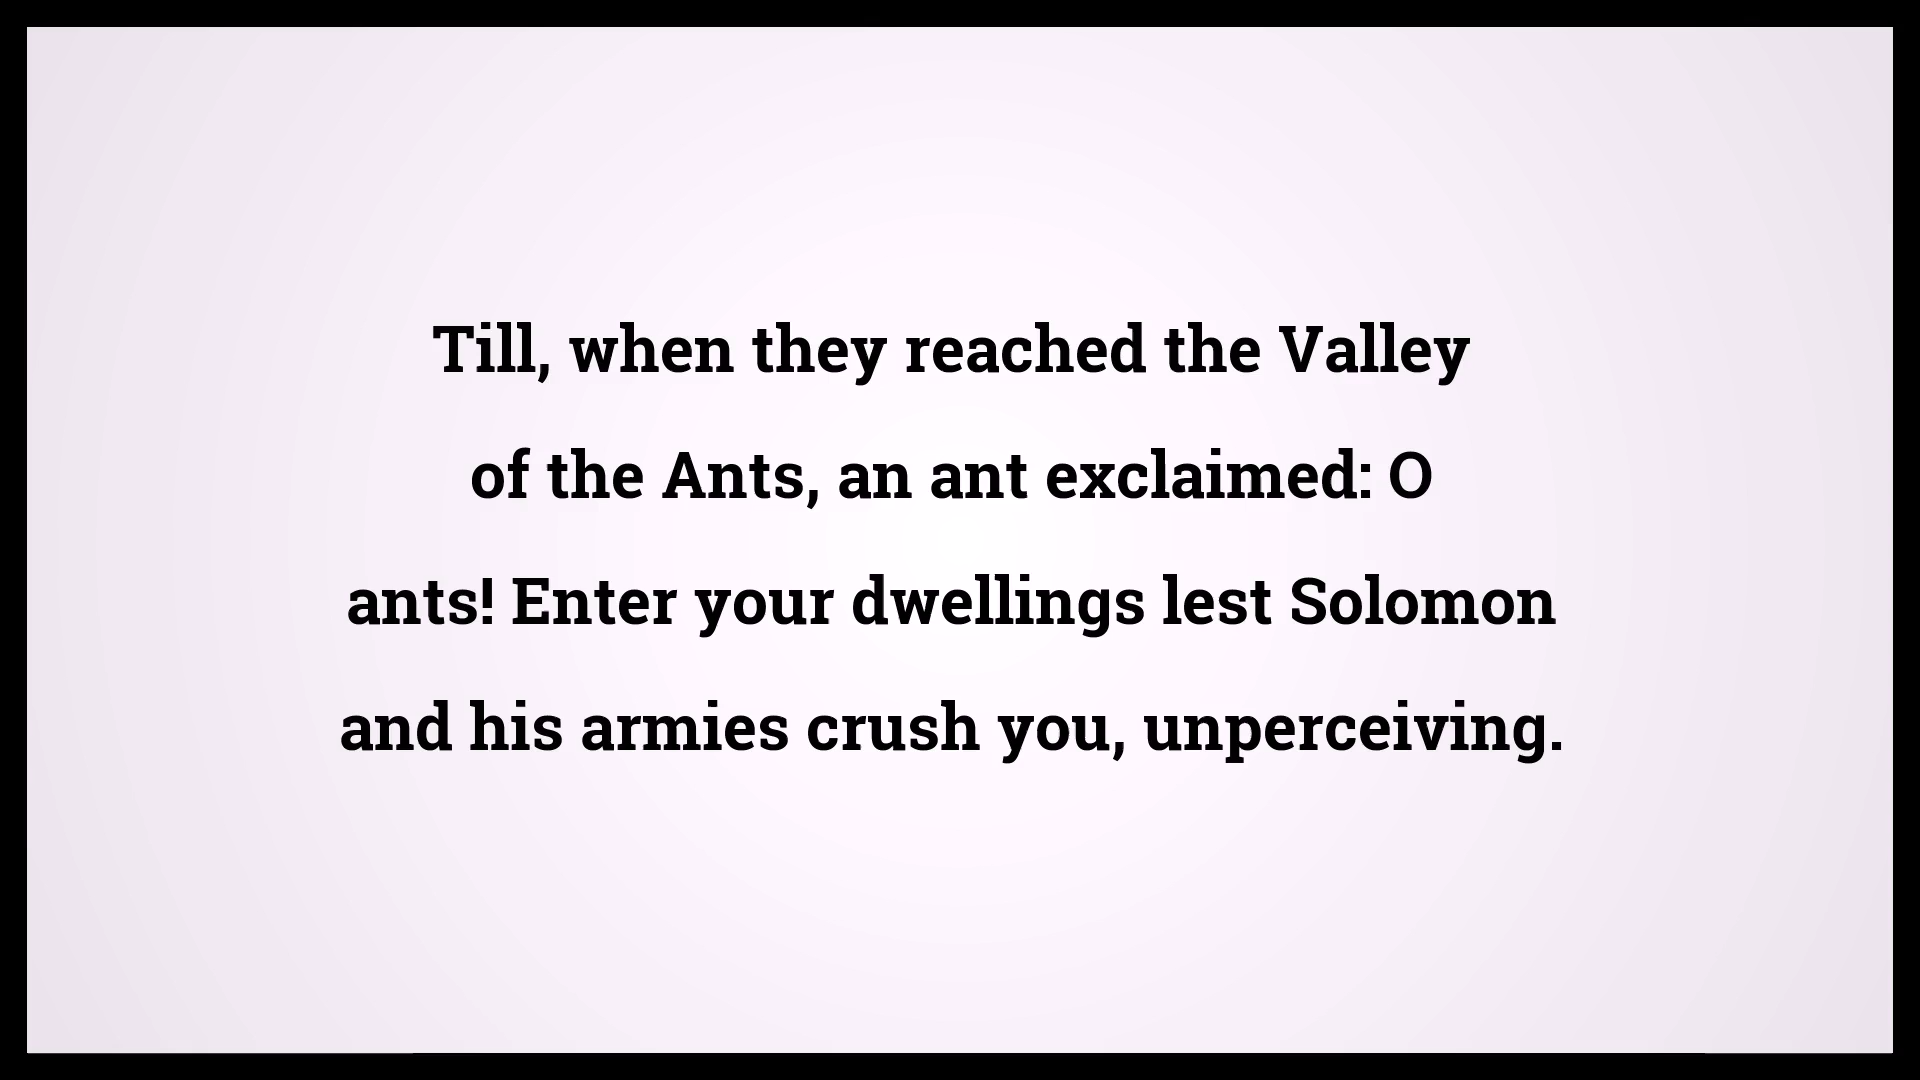 Till, when they reached the Valley
of the Ants, an ant exclaimed: O
ants! Enter your dwellings lest Solomon
and his armies crush you, unperceiving.